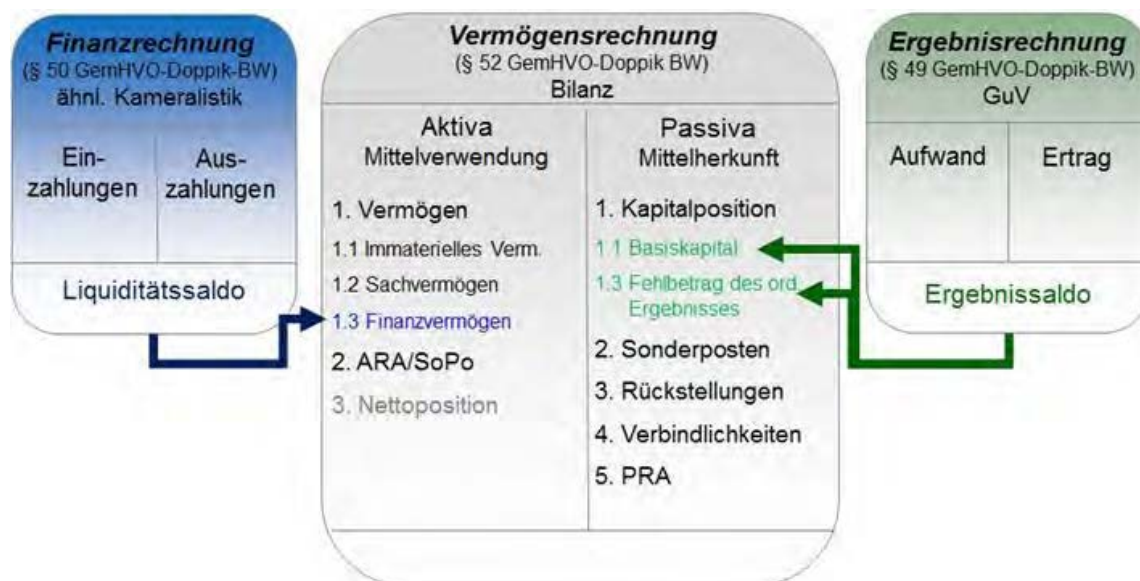 Finanzrechnung
(§ 50 GemHVO-Doppik-BW)
ähnl. Kameralistik
Ein-
zahlungen
Aus-
zahlungen
Liquiditätssaldo
Vermögensrechnung
(§ 52 GemHVO-Doppik BW)
Bilanz
Aktiva
Mittelverwendung
1. Vermögen
1.1 Immaterielles Verm.
1.2 Sachvermögen
1.3 Finanzvermögen
2. ARA/SoPo
3. Nettoposition
Passiva
Mittelherkunft
1. Kapitalposition
1.1 Basiskapital
1.3 Fehlbetrag des ord.
Ergebnisses
2. Sonderposten
3. Rückstellungen
4. Verbindlichkeiten
5. PRA
Ergebnisrechnung
(§ 49 GemHVO-Doppik-BW)
GuV
Aufwand
Ertrag
Ergebnissaldo